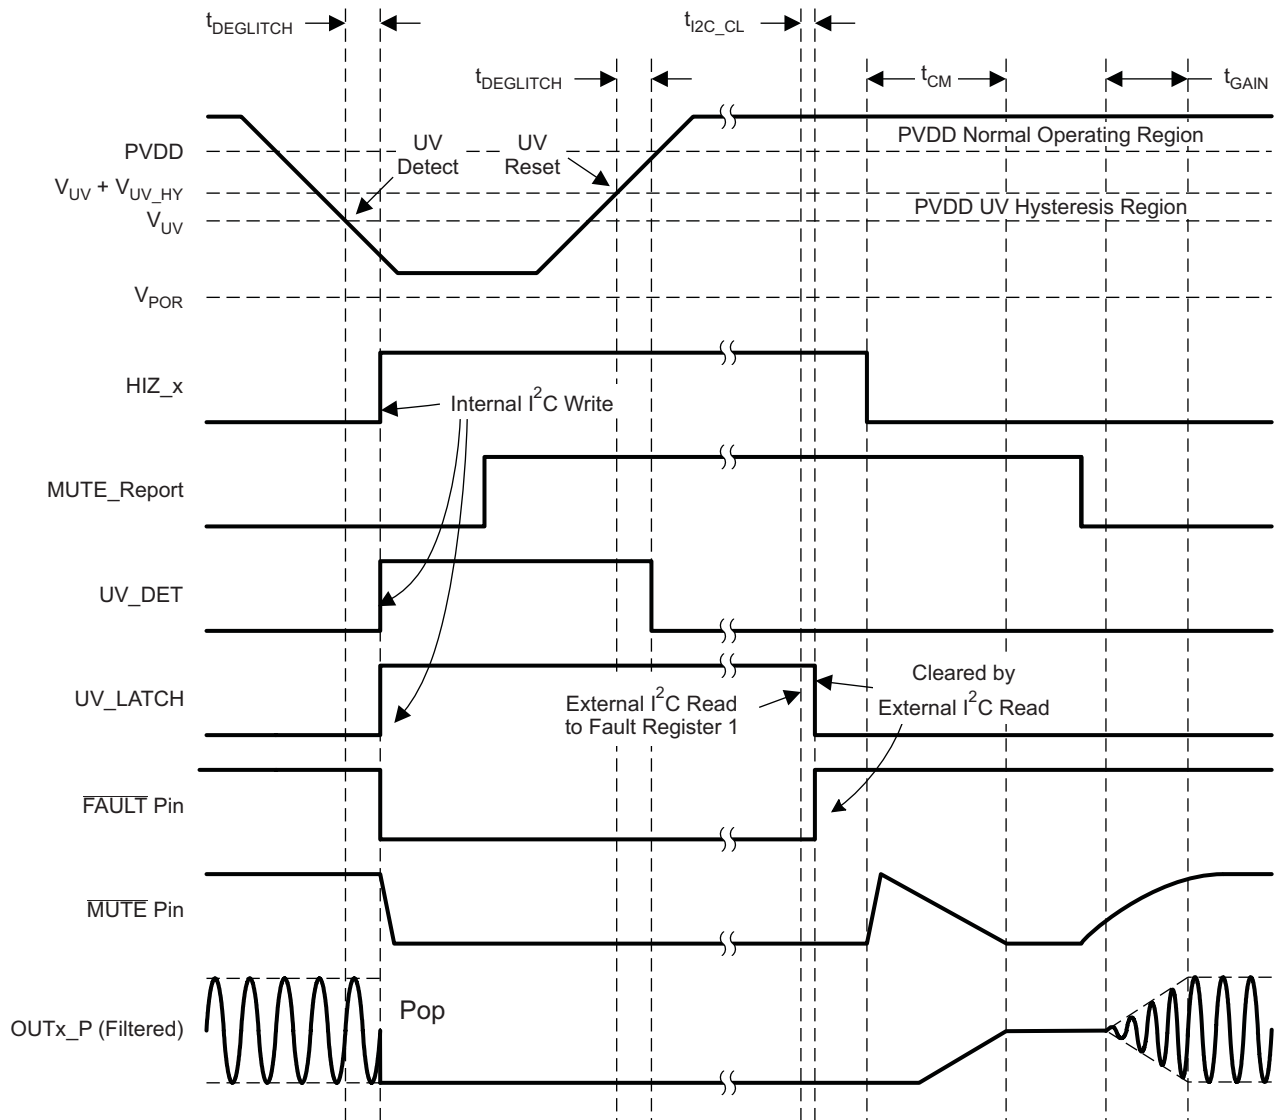 tDEGLITCH
tI2C_CL
tDEGLITCH
tCM
tGAIN
PVDD
UV
Detect
UV
Reset
PVDD Normal Operating Region
VUV + VUV_HY
VUV
PVDD UV Hysteresis Region
VPOR
HIZ_x
Internal I2C Write
MUTE_Report
UV_DET
UV_LATCH
External I2C Read
to Fault Register 1
Cleared by
External I2C Read
FAULT Pin
MUTE Pin
Pop
OUTx_P (Filtered)